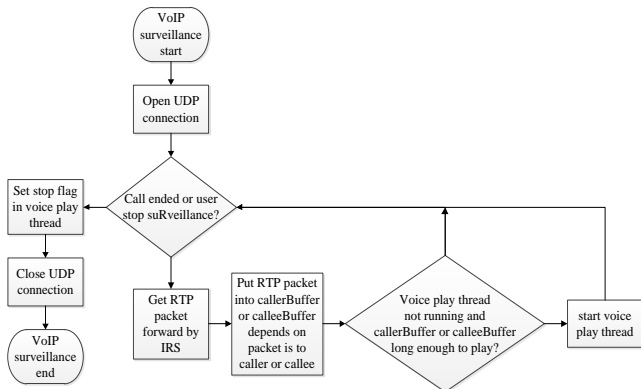 VoIP
surveillance
start
Open UDP
connection
Call ended or user
stop suRveillance?
Set stop flag
in voice play
thread
Close UDP
connection
VoIP
surveillance
end
Get RTP
packet
forward by
IRS
Put RTP packet
into callerBuffer
or calleeBuffer
depends on
packet is to
caller or callee
Voice play thread
not running and
callerBuffer or calleeBuffer
long enough to play?
start voice
play thread